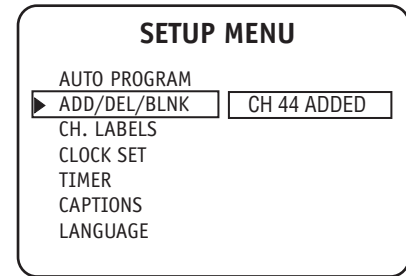 SETUP MENU
AUTO PROGRAM
ADD/DEL/BLNK CH 44 ADDED
CH. LABELS
CLOCK SET
TIMER
CAPTIONS
LANGUAGE